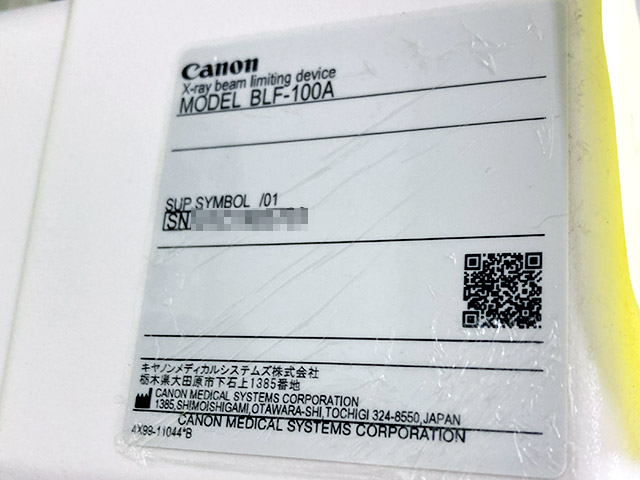 Canon
X-ray beam limiting device
MODEL BLF-100A
SUP SYMBOL /01
SN
キヤノンメディカルシステムズ株式会社
栃木県大田原市下石上1385番地
CANON MEDICAL SYSTEMS CORPORATION
1385,SHIMOISHIGAMI,OTAWARA-SHI,TOCHIGI 324-8550,JAPAN
CANON MEDICAL SYSTEMS CORPORATION
4X99-11044*B